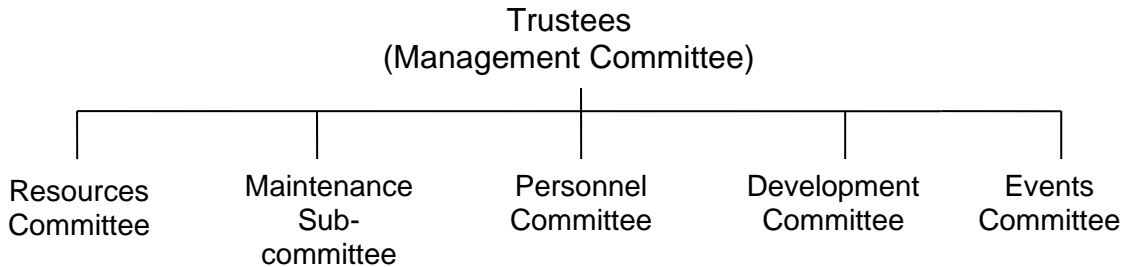 Trustees
(Management Committee)
Resources
Committee
Maintenance
Sub-
committee
Personnel
Committee
Development
Committee
Events
Committee